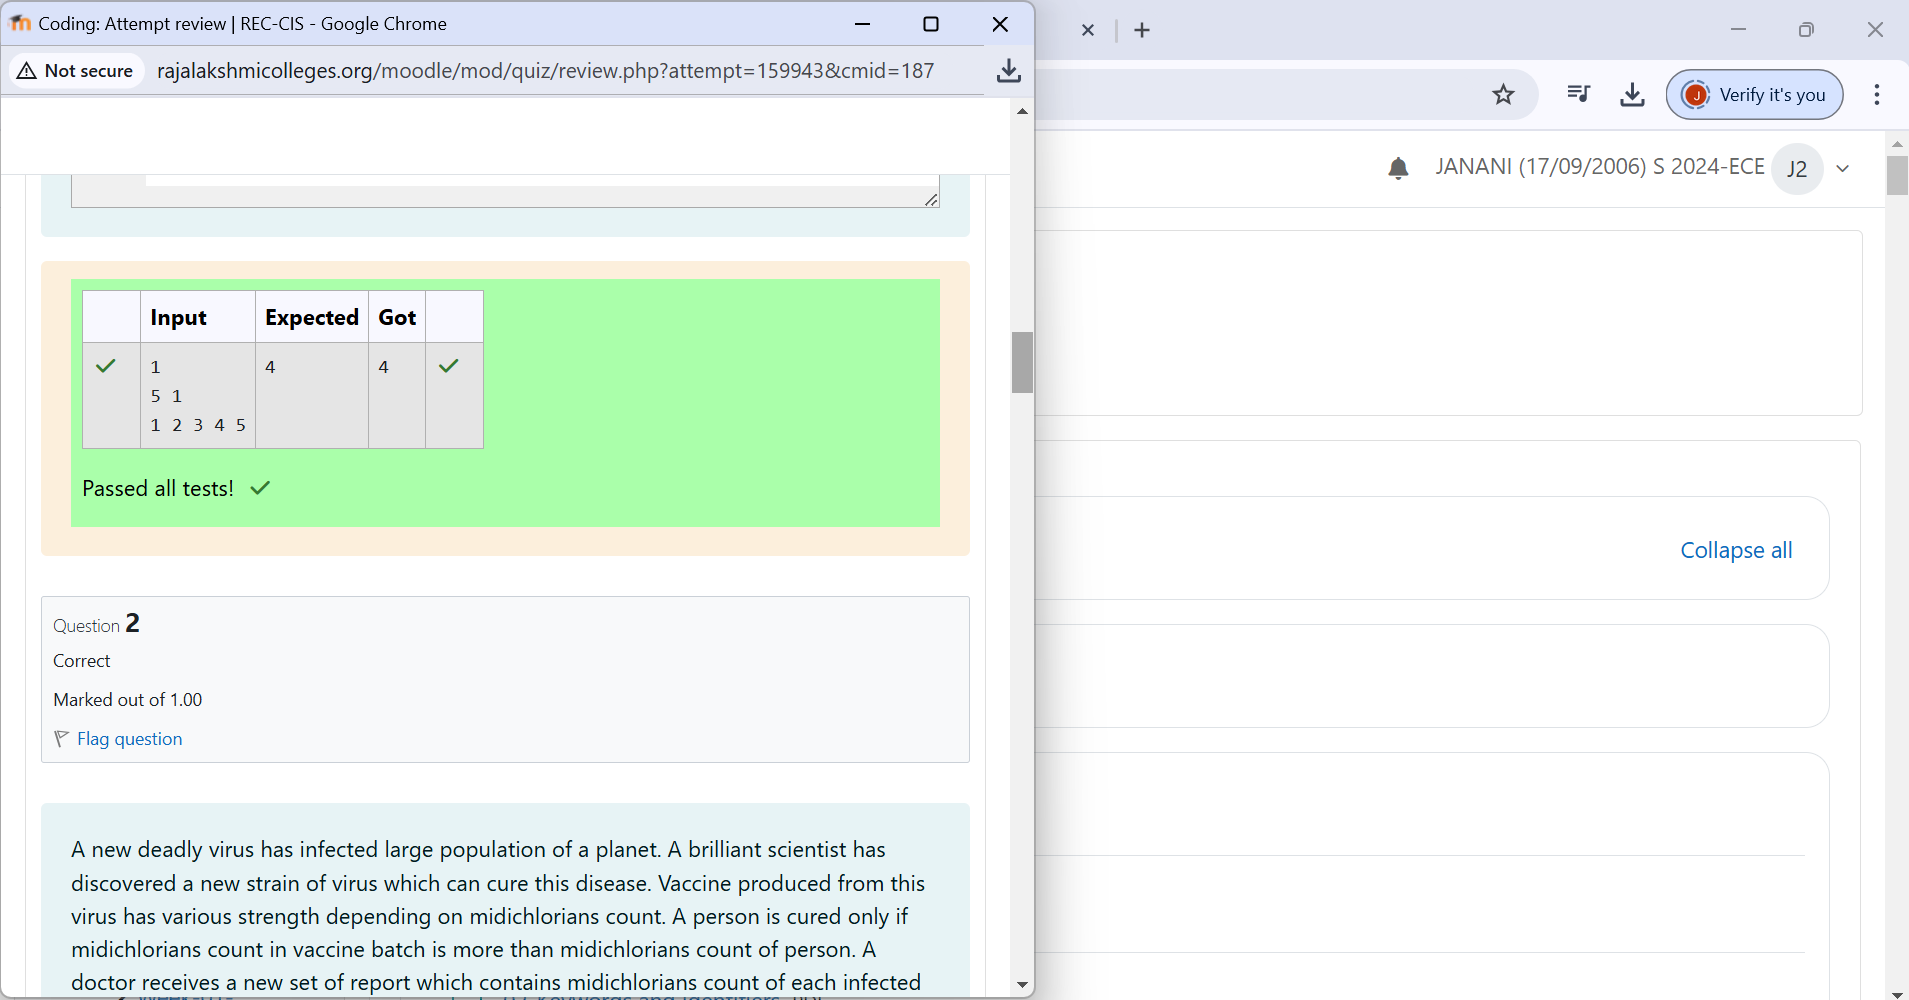 Coding: Attempt review | REC-CIS - Google Chrome
Not secure
rajalakshmicolleges.org/moodle/mod/quiz/review.php?attempt=159943&cmid=187
Verify it's you
JANANI (17/09/2006) S 2024-ECE
J2
Input Expected Got
1 4 4
5 1
1 2 3 4 5
Passed all tests!
Collapse all
Question 2
Correct
Marked out of 1.00
Flag question
A new deadly virus has infected large population of a planet. A brilliant scientist has
discovered a new strain of virus which can cure this disease. Vaccine produced from this
virus has various strength depending on midichlorians count. A person is cured only if
midichlorians count in vaccine batch is more than midichlorians count of person. A
doctor receives a new set of report which contains midichlorians count of each infected